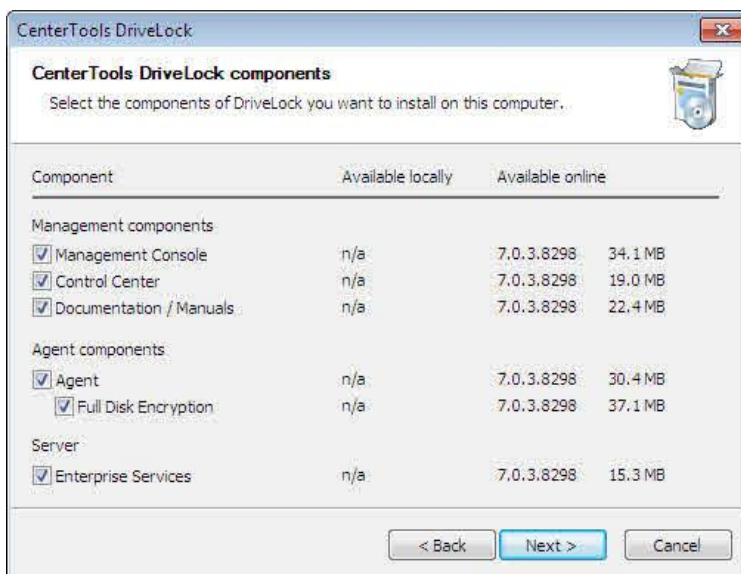 CenterTools DriveLock
CenterTools DriveLock components
Select the components of DriveLock you want to install on this computer.
Component Available locally Available online
Management components
Management Console n/a 7.0.3.8298 34.1 MB
Control Center n/a 7.0.3.8298 19.0 MB
Documentation / Manuals n/a 7.0.3.8298 22.4 MB
Agent components
Agent n/a 7.0.3.8298 30.4 MB
Full Disk Encryption n/a 7.0.3.8298 37.1 MB
Server
Enterprise Services n/a 7.0.3.8298 15.3 MB
< Back Next > Cancel